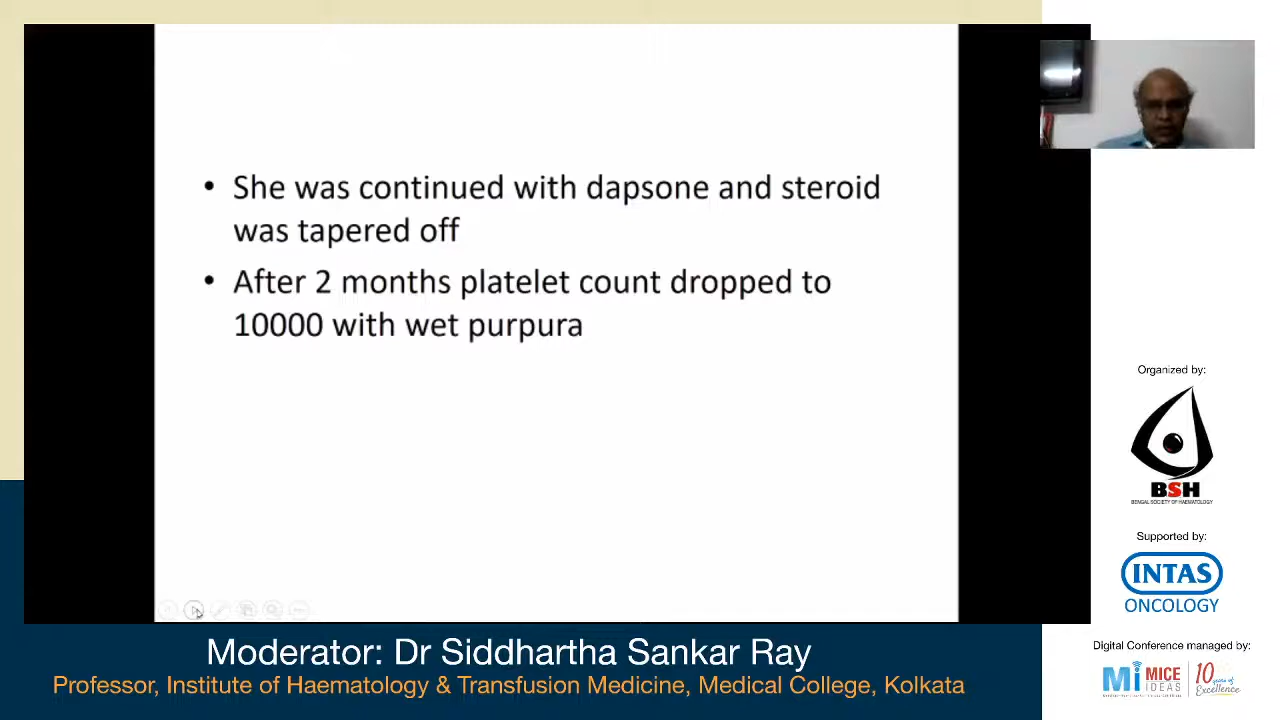 • She was continued with dapsone and steroid
was tapered off
• After 2 months platelet count dropped to
10000 with wet purpura
Organized by:
BSH
BENGAL SOCIETY OF HAEMATOLOGY
Supported by:
INTAS
ONCOLOGY
Digital Conference managed by:
Mi MICE
IDEAS
10 years of
Excellence
Moderator: Dr Siddhartha Sankar Ray
Professor, Institute of Haematology & Transfusion Medicine, Medical College, Kolkata